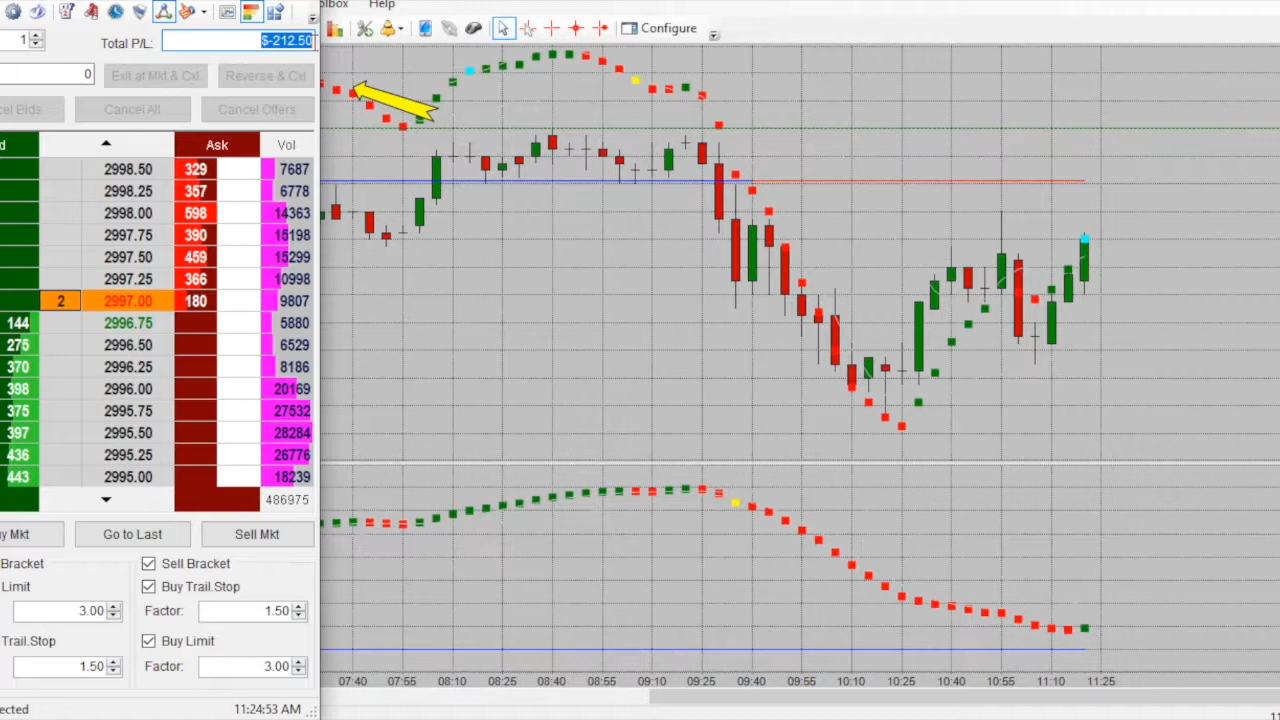 lbox Help
Configure
1 Total P/L: $-212.50
0 Exit at Mkt & Cxl Reverse & Cxl
cel Bids Cancel All Cancel Offers
d Ask Vol
2998.50 329 7687
2998.25 357 6778
2998.00 598 14363
2997.75 390 15198
2997.50 459 15299
2997.25 366 10998
2 2997.00 180 9807
144 2996.75 5880
275 2996.50 6529
370 2996.25 8186
398 2996.00 20169
375 2995.75 27532
397 2995.50 28284
436 2995.25 26776
443 2995.00 18239
486975
y Mkt Go to Last Sell Mkt
Bracket Sell Bracket
Limit Buy Trail.Stop
3.00 Factor: 1.50
Trail.Stop Buy Limit
1.50 Factor: 3.00
ected 11:24:53 AM
07:40 07:55 08:10 08:25 08:40 08:55 09:10 09:25 09:40 09:55 10:10 10:25 10:40 10:55 11:10 11:25